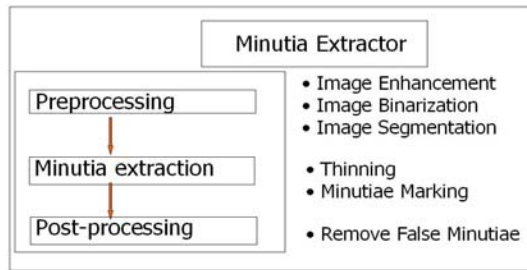 Minutia Extractor
Preprocessing
• Image Enhancement
• Image Binarization
• Image Segmentation
Minutia extraction
• Thinning
• Minutiae Marking
Post-processing
• Remove False Minutiae